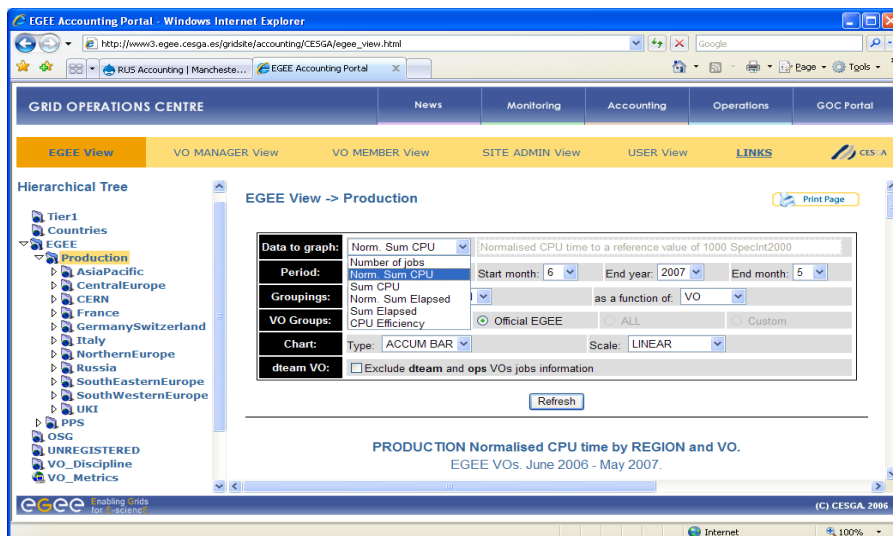 EGEE Accounting Portal - Windows Internet Explorer
http://www3.egee.cesga.es/gridsite/accounting/CESGA/egee_view.html
Google
RUS Accounting | Mancheste...
EGEE Accounting Portal
Page
Tools
GRID OPERATIONS CENTRE
News
Monitoring
Accounting
Operations
GOC Portal
EGEE View
VO MANAGER View
VO MEMBER View
SITE ADMIN View
USER View
LINKS
CESGA
Hierarchical Tree
Tier1
Countries
EGEE
Production
AsiaPacific
CentralEurope
CERN
France
GermanySwitzerland
Italy
NorthernEurope
Russia
SouthEasternEurope
SouthWesternEurope
UKI
PPS
OSG
UNREGISTERED
VO_Discipline
VO_Metrics
EGEE View -> Production
Print Page
Data to graph: Norm. Sum CPU Normalised CPU time to a reference value of 1000 SpecInt2000
Number of jobs
Norm. Sum CPU
Sum CPU
Norm. Sum Elapsed
Sum Elapsed
CPU Efficiency
Period: Start month: 6 End year: 2007 End month: 5
Groupings: as a function of: VO
VO Groups: Official EGEE ALL Custom
Chart: Type: ACCUM BAR Scale: LINEAR
dteam VO: Exclude dteam and ops VOs jobs information
Refresh
PRODUCTION Normalised CPU time by REGION and VO.
EGEE VOs. June 2006 - May 2007.
egee Enabling Grids
for E-sciencE
(C) CESGA 2006
Internet
100%